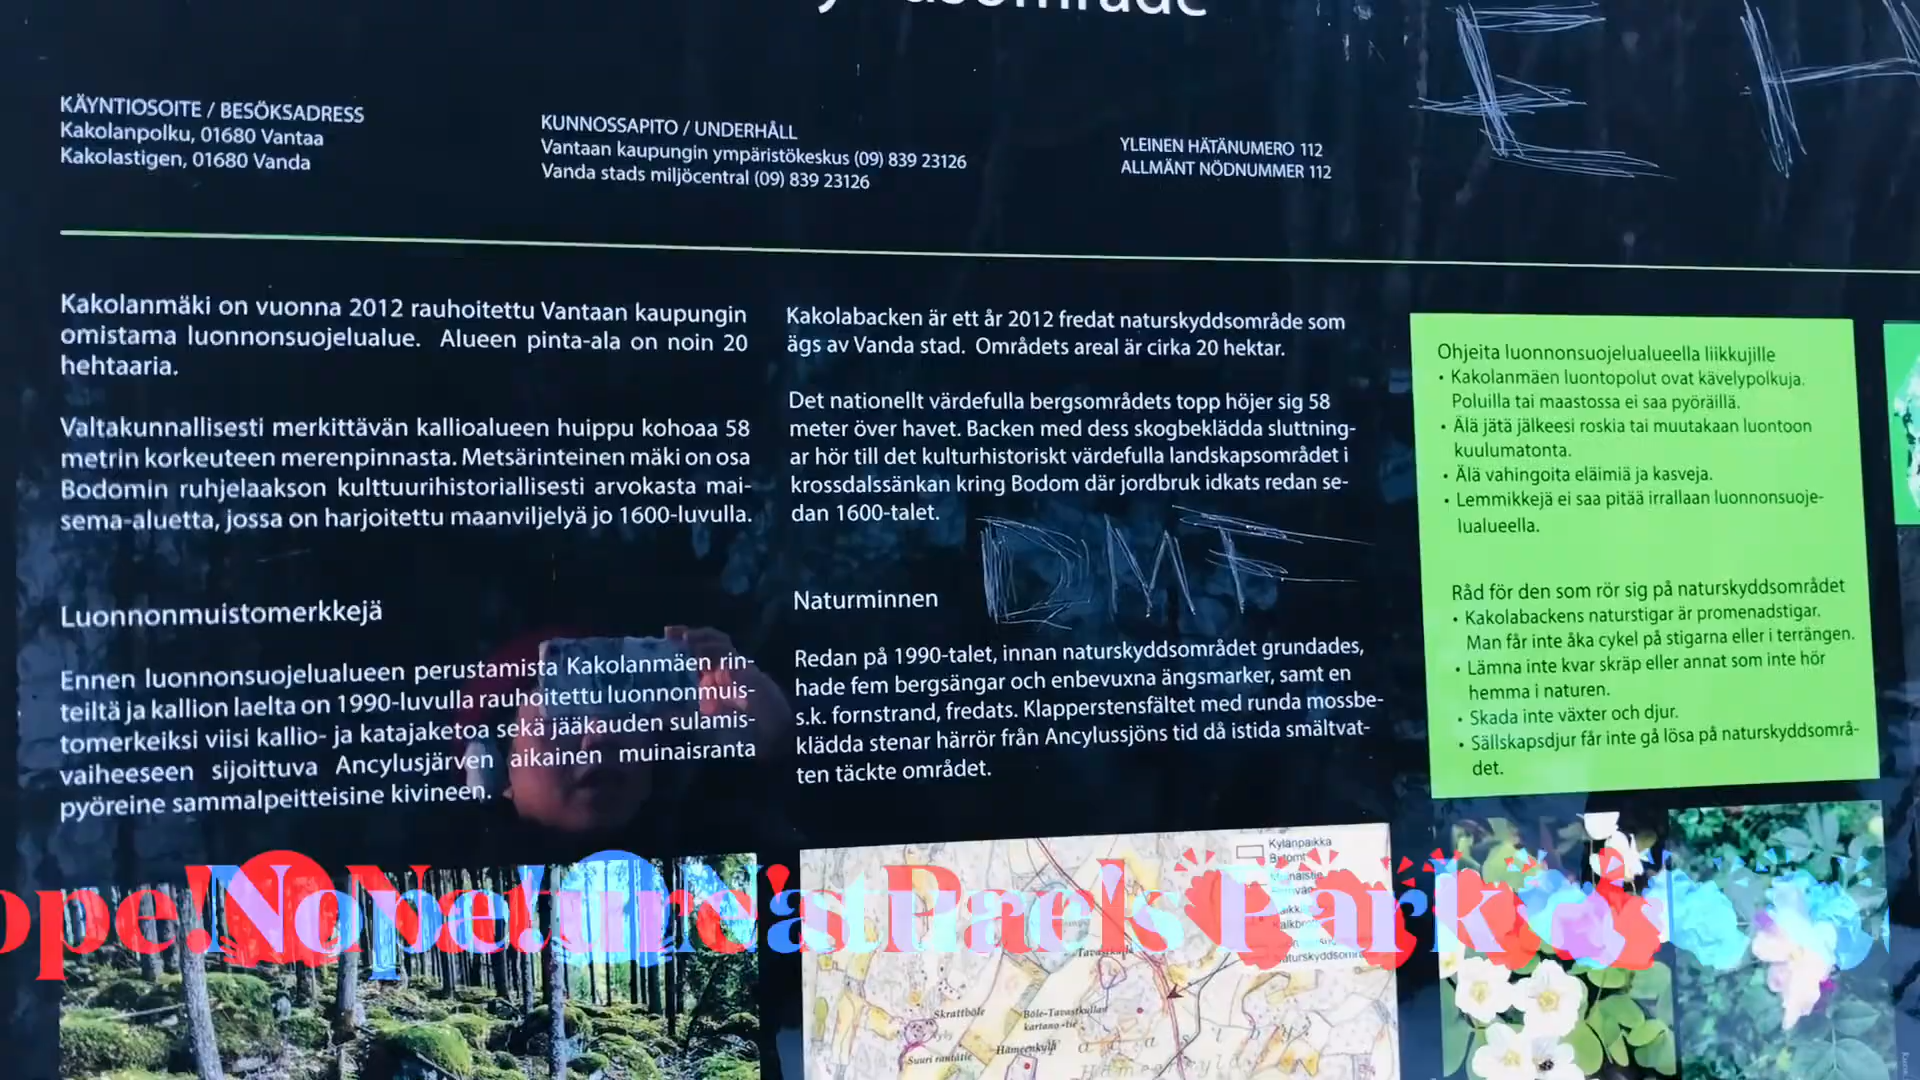 KÄYNTIOSOITE / BESÖKSADRESS
Kakolanpolku, 01680 Vantaa
Kakolastigen, 01680 Vanda
KUNNOSSAPITO / UNDERHÅLL
Vantaan kaupungin ympäristökeskus (09) 839 23126
Vanda stads miljöcentral (09) 839 23126
YLEINEN HÄTÄNUMERO 112
ALLMÄNT NÖDNUMMER 112
E H
Kakolanmäki on vuonna 2012 rauhoitettu Vantaan kaupungin
omistama luonnonsuojelualue. Alueen pinta-ala on noin 20
hehtaaria.
Valtakunnallisesti merkittävän kallioalueen huippu kohoaa 58
metrin korkeuteen merenpinnasta. Metsärinteinen mäki on osa
Bodomin ruhjelaakson kulttuurihistoriallisesti arvokasta mai-
sema-aluetta, jossa on harjoitettu maanviljelyä jo 1600-luvulla.
Luonnonmuistomerkkejä
Ennen luonnonsuojelualueen perustamista Kakolanmäen rin-
teiltä ja kallion laelta on 1990-luvulla rauhoitettu luonnonmuis-
tomerkeiksi viisi kallio- ja katajaketoa sekä jääkauden sulamis-
vaiheeseen sijoittuva Ancylusjärven aikainen muinaisranta
pyöreine sammalpeitteisine kivineen.
Kakolabacken är ett år 2012 fredat naturskyddsområde som
ägs av Vanda stad. Områdets areal är cirka 20 hektar.
Det nationellt värdefulla bergsområdets topp höjer sig 58
meter över havet. Backen med dess skogbeklädda sluttning-
ar hör till det kulturhistoriskt värdefulla landskapsområdet i
krossdalssänkan kring Bodom där jordbruk idkats redan se-
dan 1600-talet.
DMF
Naturminnen
Redan på 1990-talet, innan naturskyddsområdet grundades,
hade fem bergsängar och enbevuxna ängsmarker, samt en
s.k. fornstrand, fredats. Klapperstensfältet med runda mossbe-
klädda stenar härrör från Ancylussjöns tid då istida smältvat-
ten täckte området.
Ohjeita luonnonsuojelualueella liikkujille
• Kakolanmäen luontopolut ovat kävelypolkuja.
Poluilla tai maastossa ei saa pyöräillä.
• Älä jätä jälkeesi roskia tai muutakaan luontoon
kuulumatonta.
• Älä vahingoita eläimiä ja kasveja.
• Lemmikkejä ei saa pitää irrallaan luonnonsuoje-
lualueella.
Råd för den som rör sig på naturskyddsområdet
• Kakolabackens naturstigar är promenadstigar.
Man får inte åka cykel på stigarna eller i terrängen.
• Lämna inte kvar skräp eller annat som inte hör
hemma i naturen.
• Skada inte växter och djur.
• Sällskapsdjur får inte gå lösa på naturskyddsområ-
det.
Kylänpaikka
Bytomt
Skrattböle
Böle-Tavastkullan
kartano-tie
Hämeenkylä
Suuri rantatie